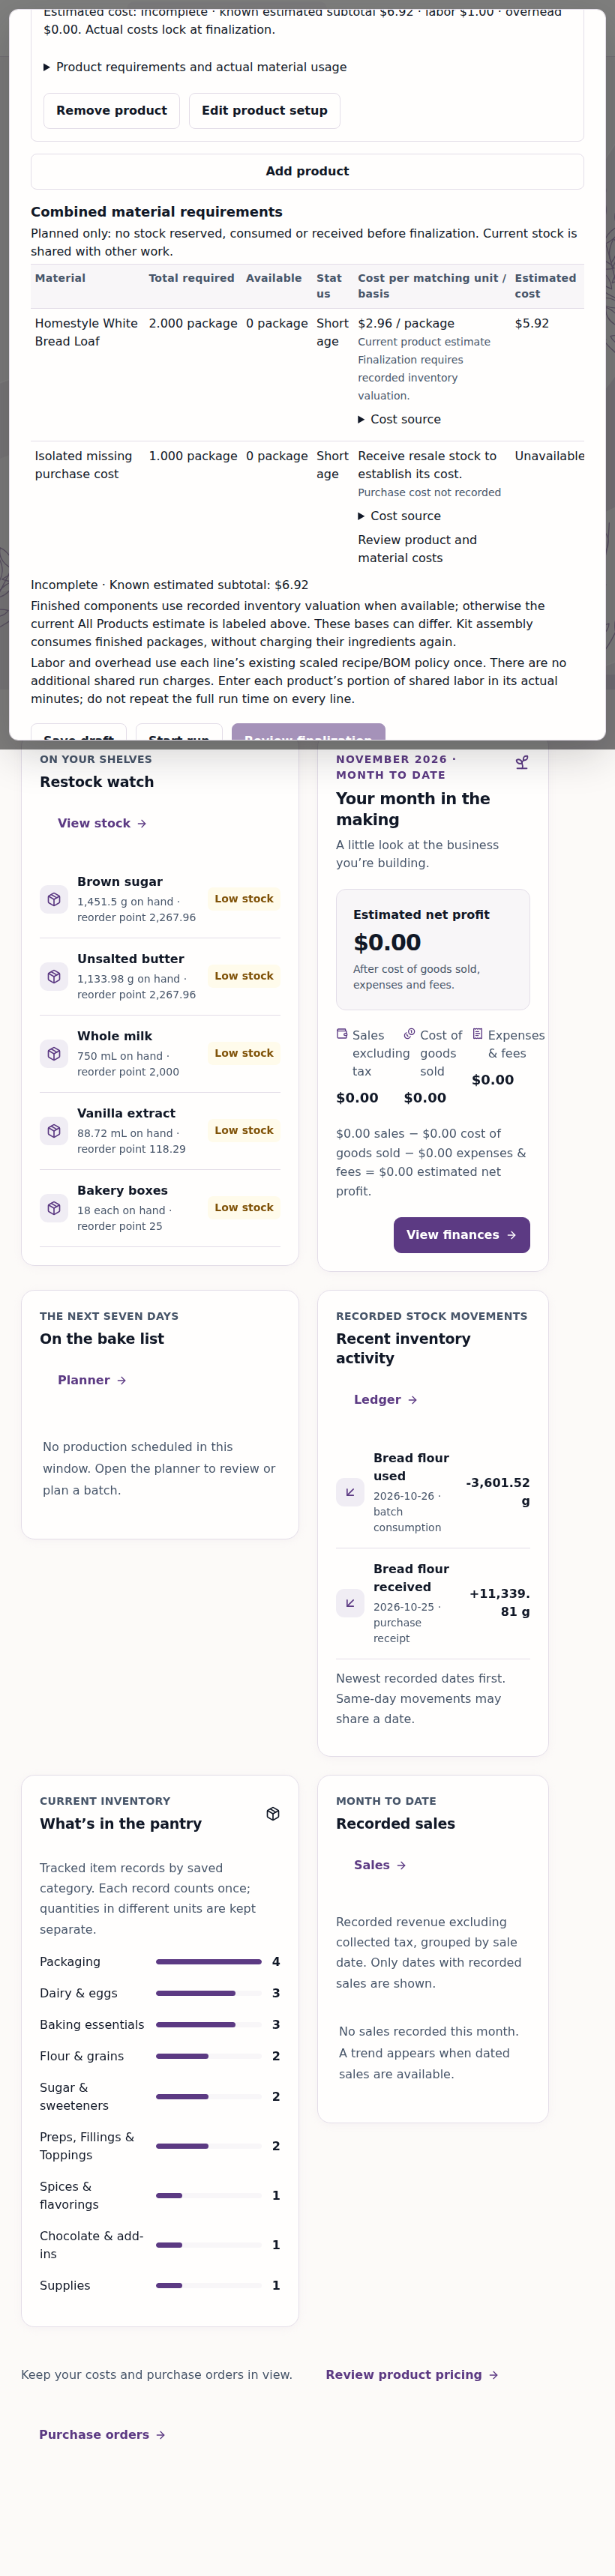 Estimated cost: Incomplete · known estimated subtotal $6.92 · labor $1.00 · overhead
$0.00. Actual costs lock at finalization.
Product requirements and actual material usage
Remove product
Edit product setup
Add product
Combined material requirements
Planned only: no stock reserved, consumed or received before finalization. Current stock is
shared with other work.
Material Total required Available Stat us Cost per matching unit / basis Estimated cost
Homestyle White Bread Loaf 2.000 package 0 package Short age $2.96 / package $5.92
Current product estimate
Finalization requires
recorded inventory
valuation.
Cost source
Isolated missing purchase cost 1.000 package 0 package Short age Receive resale stock to establish its cost. Unavailable
Purchase cost not recorded
Cost source
Review product and
material costs
Incomplete · Known estimated subtotal: $6.92
Finished components use recorded inventory valuation when available; otherwise the
current All Products estimate is labeled above. These bases can differ. Kit assembly
consumes finished packages, without charging their ingredients again.
Labor and overhead use each line’s existing scaled recipe/BOM policy once. There are no
additional shared run charges. Enter each product’s portion of shared labor in its actual
minutes; do not repeat the full run time on every line.
Save draft
Start run
Review finalization
ON YOUR SHELVES
Restock watch
View stock →
Brown sugar
1,451.5 g on hand ·
reorder point 2,267.96
Low stock
Unsalted butter
1,133.98 g on hand ·
reorder point 2,267.96
Low stock
Whole milk
750 mL on hand ·
reorder point 2,000
Low stock
Vanilla extract
88.72 mL on hand ·
reorder point 118.29
Low stock
Bakery boxes
18 each on hand ·
reorder point 25
Low stock
NOVEMBER 2026 ·
MONTH TO DATE
Your month in the
making
A little look at the business
you’re building.
Estimated net profit
$0.00
After cost of goods sold,
expenses and fees.
Sales
excluding
tax
$0.00
Cost of
goods
sold
$0.00
Expenses
& fees
$0.00
$0.00 sales − $0.00 cost of
goods sold − $0.00 expenses &
fees = $0.00 estimated net
profit.
View finances →
THE NEXT SEVEN DAYS
On the bake list
Planner →
No production scheduled in this
window. Open the planner to review or
plan a batch.
RECORDED STOCK MOVEMENTS
Recent inventory
activity
Ledger →
Bread flour
used
2026-10-26 ·
batch
consumption
-3,601.52
g
Bread flour
received
2026-10-25 ·
purchase
receipt
+11,339.
81 g
Newest recorded dates first.
Same-day movements may
share a date.
CURRENT INVENTORY
What’s in the pantry
Tracked item records by saved
category. Each record counts once;
quantities in different units are kept
separate.
Packaging 4
Dairy & eggs 3
Baking essentials 3
Flour & grains 2
Sugar &
sweeteners 2
Preps, Fillings &
Toppings 2
Spices &
flavorings 1
Chocolate & add-
ins 1
Supplies 1
MONTH TO DATE
Recorded sales
Sales →
Recorded revenue excluding
collected tax, grouped by sale
date. Only dates with recorded
sales are shown.
No sales recorded this month.
A trend appears when dated
sales are available.
Keep your costs and purchase orders in view.
Review product pricing →
Purchase orders →